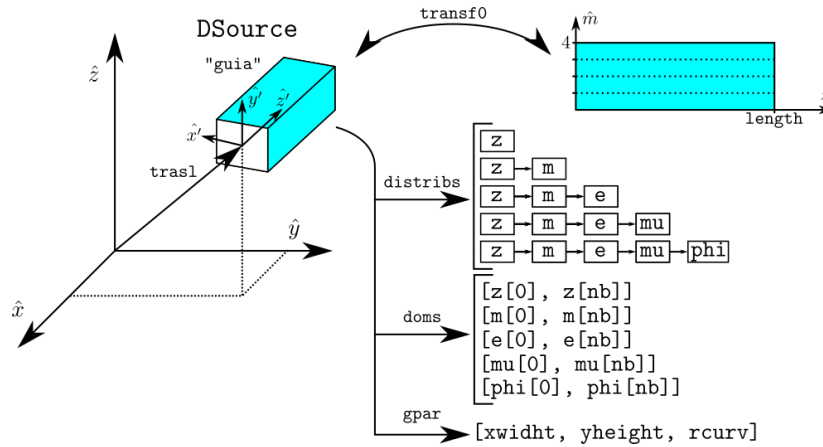 transf0
m̂
DSource
4
"guia"
ẑ
ŷ'
ẑ'
x̂'
length
trasl
distribs
z
z m
z m e
z m e mu
z m e mu phi
ŷ
x̂
doms
[z[0], z[nb]]
[m[0], m[nb]]
[e[0], e[nb]]
[mu[0], mu[nb]]
[phi[0], phi[nb]]
gpar
[xwidht, yheight, rcurv]